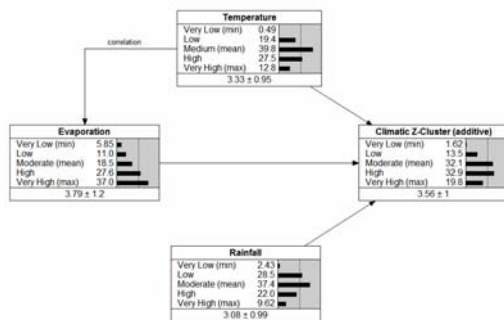 Temperature
Very Low (min) 0.49
Low 19.4
Medium (mean) 39.8
High 27.5
Very High (max) 12.8
3.33 ± 0.95
correlation
Evaporation
Very Low (min) 5.85
Low 11.0
Moderate (mean) 18.5
High 27.6
Very High (max) 37.0
3.79 ± 1.2
Climatic Z-Cluster (additive)
Very Low (min) 1.62
Low 13.5
Moderate (mean) 32.1
High 32.9
Very High (max) 19.8
3.56 ± 1
Rainfall
Very Low (min) 2.43
Low 28.5
Moderate (mean) 37.4
High 22.0
Very High (max) 9.62
3.08 ± 0.99